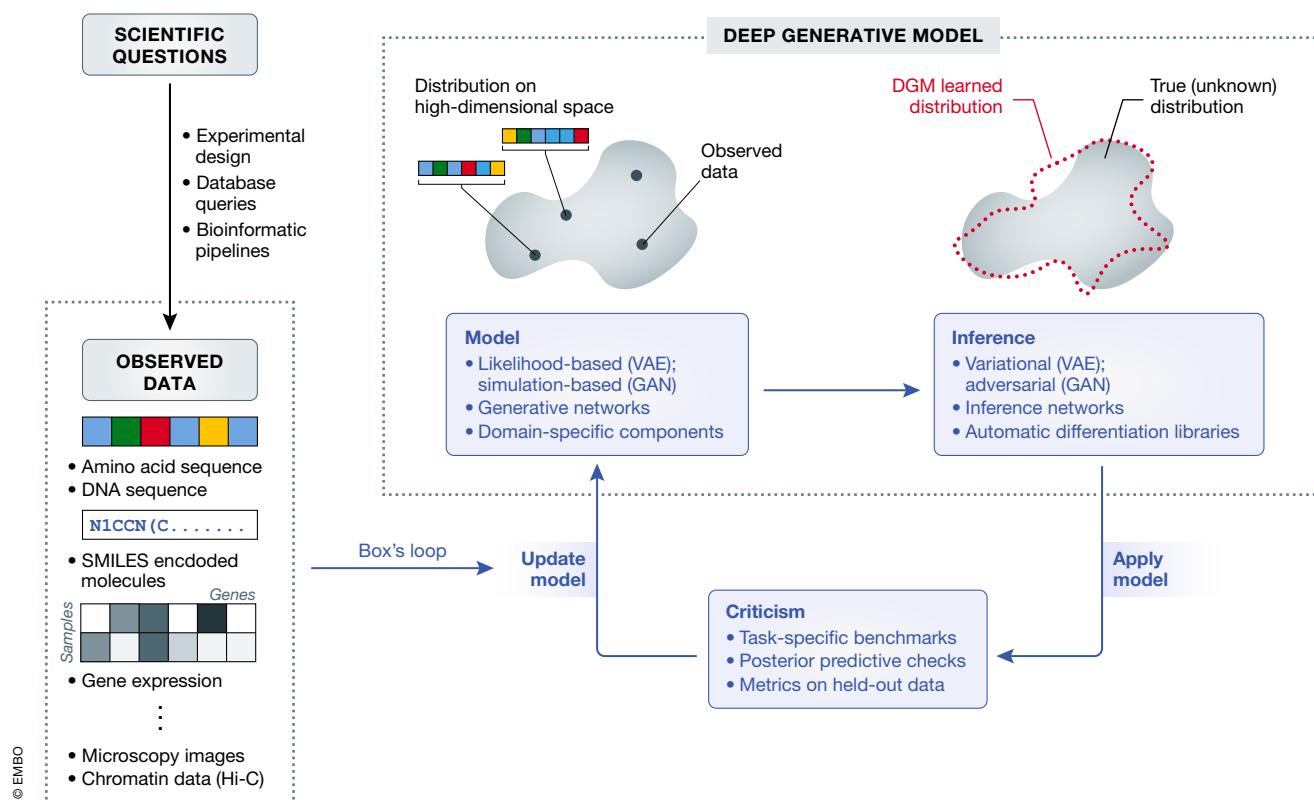 SCIENTIFIC
QUESTIONS
• Experimental
design
• Database
queries
• Bioinformatic
pipelines
OBSERVED
DATA
• Amino acid sequence
• DNA sequence
N1CCN(C.......
• SMILES encdoded
molecules
Genes
Samples
• Gene expression
• Microscopy images
• Chromatin data (Hi-C)
© EMBO
DEEP GENERATIVE MODEL
Distribution on
high-dimensional space
Observed
data
DGM learned
distribution
True (unknown)
distribution
Model
• Likelihood-based (VAE);
simulation-based (GAN)
• Generative networks
• Domain-specific components
Inference
• Variational (VAE);
adversarial (GAN)
• Inference networks
• Automatic differentiation libraries
Box's loop
Update
model
Apply
model
Criticism
• Task-specific benchmarks
• Posterior predictive checks
• Metrics on held-out data